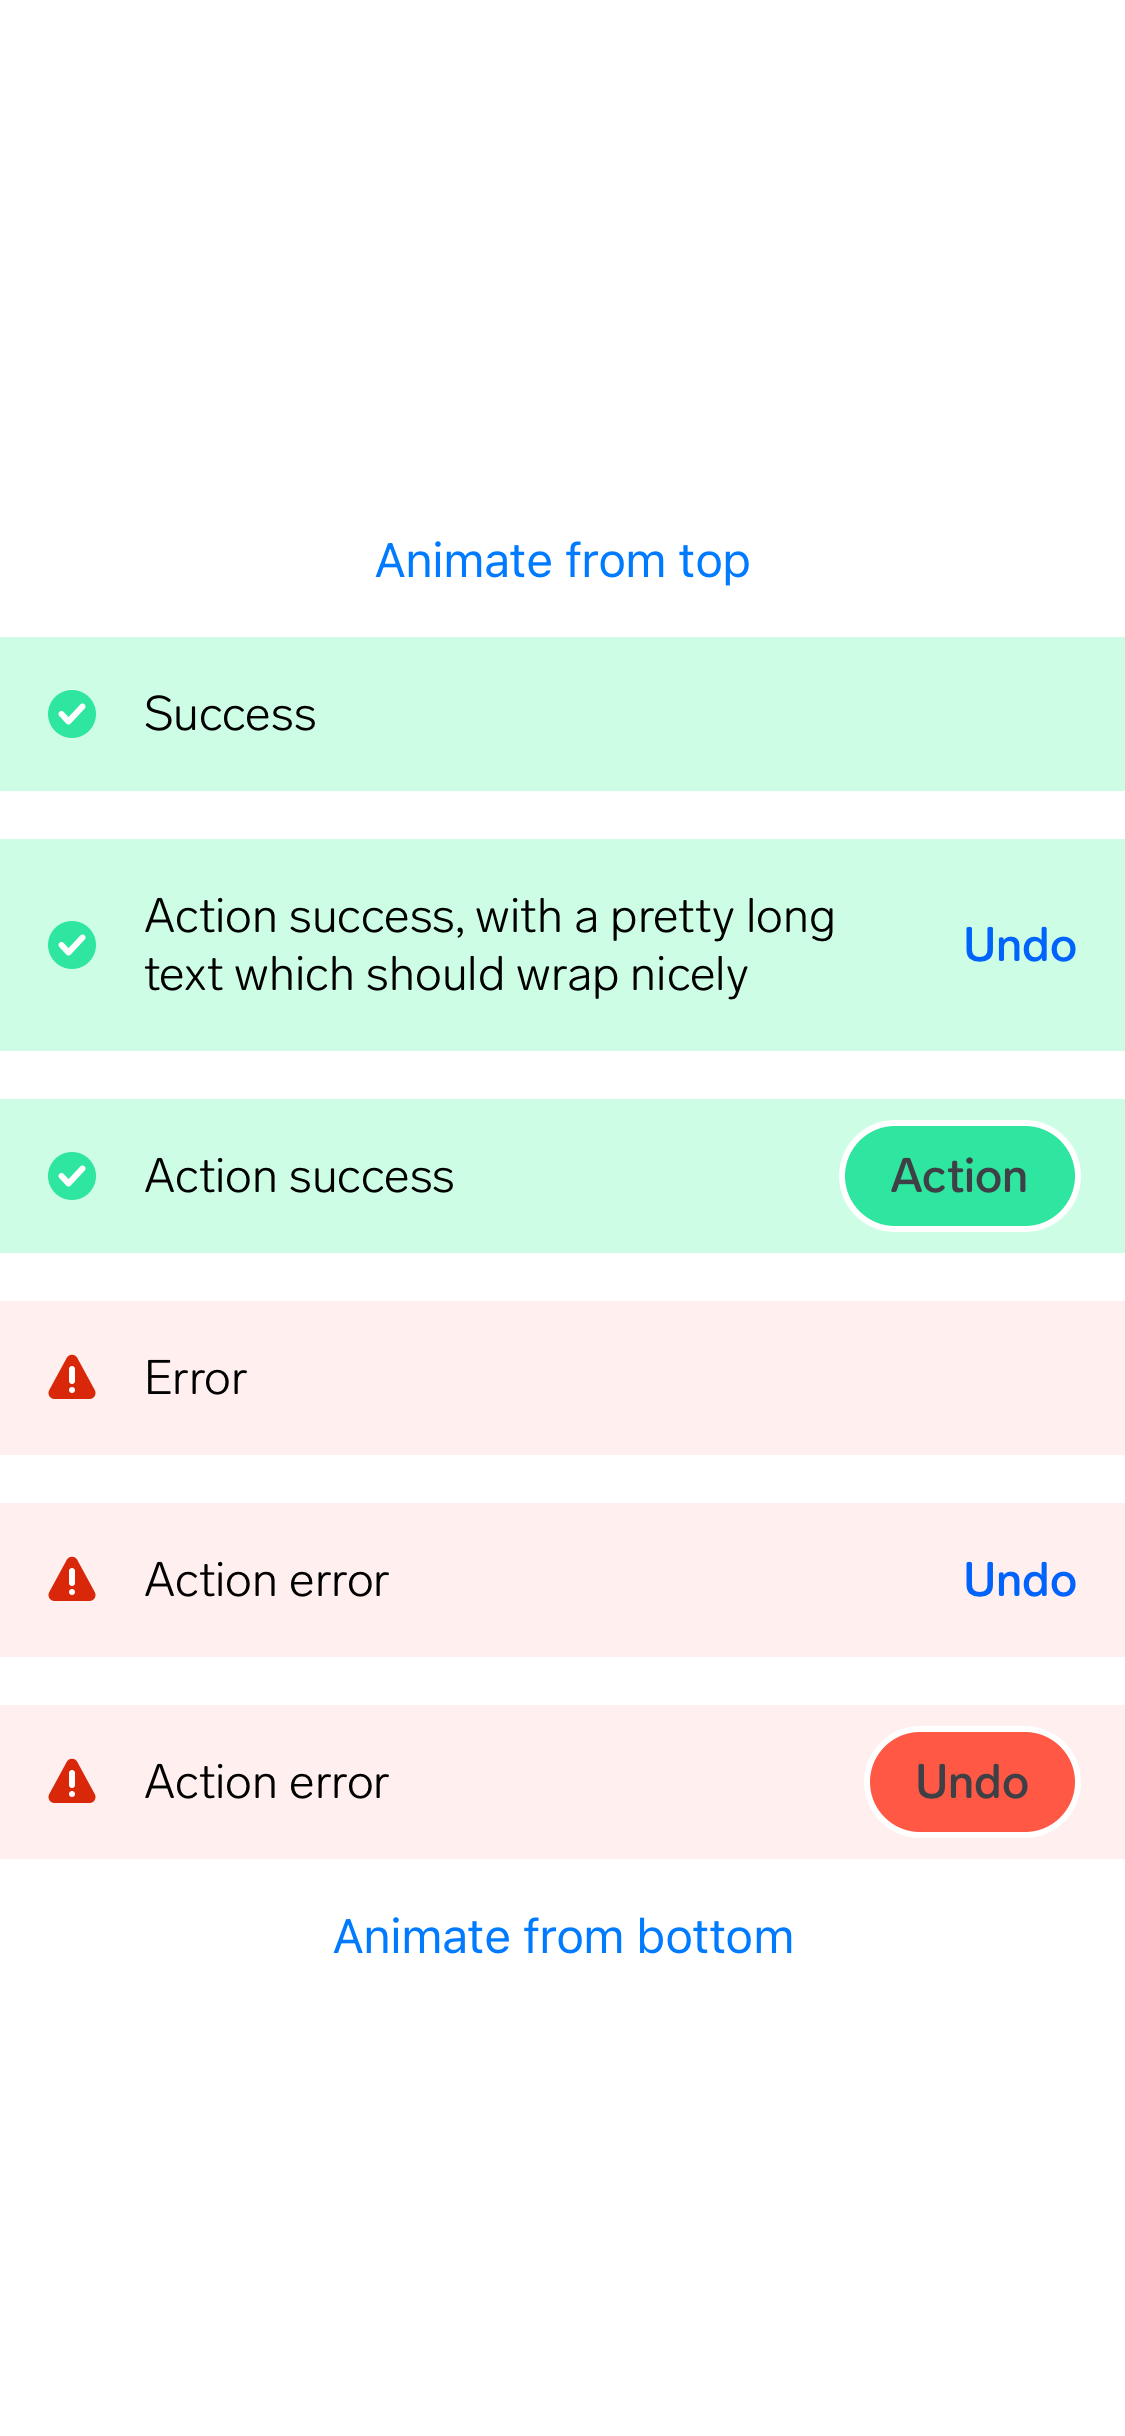 Animate from top
Success
Action success, with a pretty long
text which should wrap nicely
Undo
Action success
Action
Error
Action error
Undo
Action error
Undo
Animate from bottom